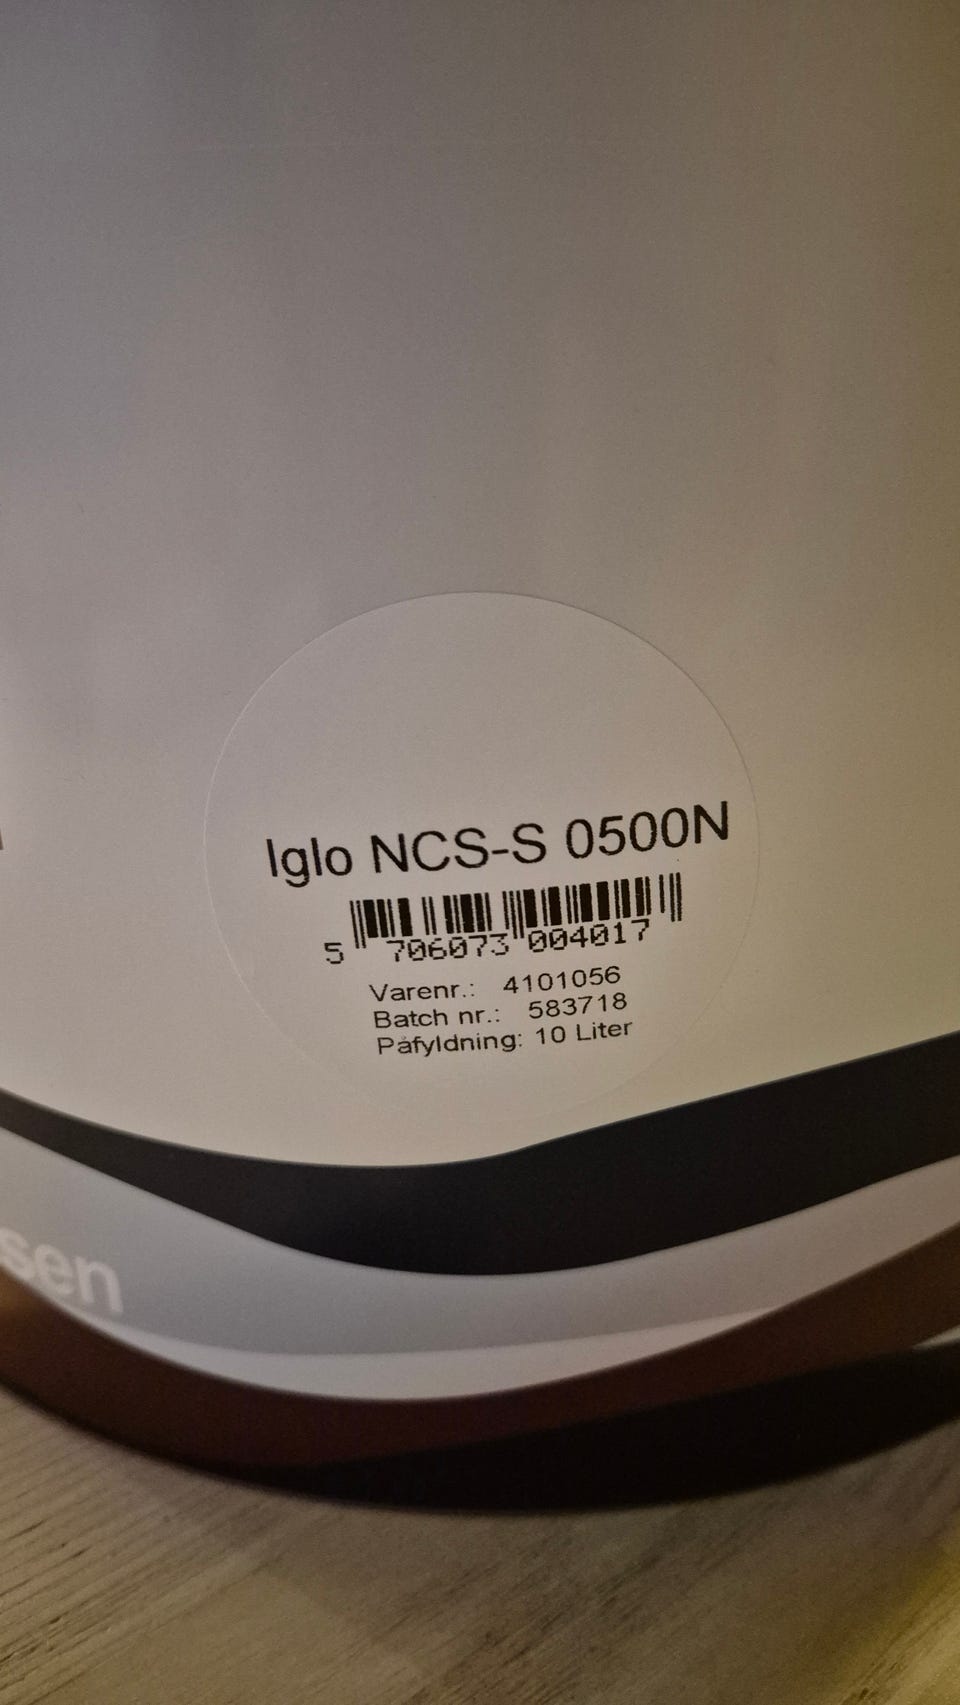 Iglo NCS-S 0500N
5 706073 004017
Varenr.: 4101056
Batch nr.: 583718
Påfyldning: 10 Liter
sen